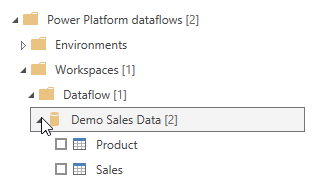 Power Platform dataflows [2]
Environments
Workspaces [1]
Dataflow [1]
Demo Sales Data [2]
Product
Sales